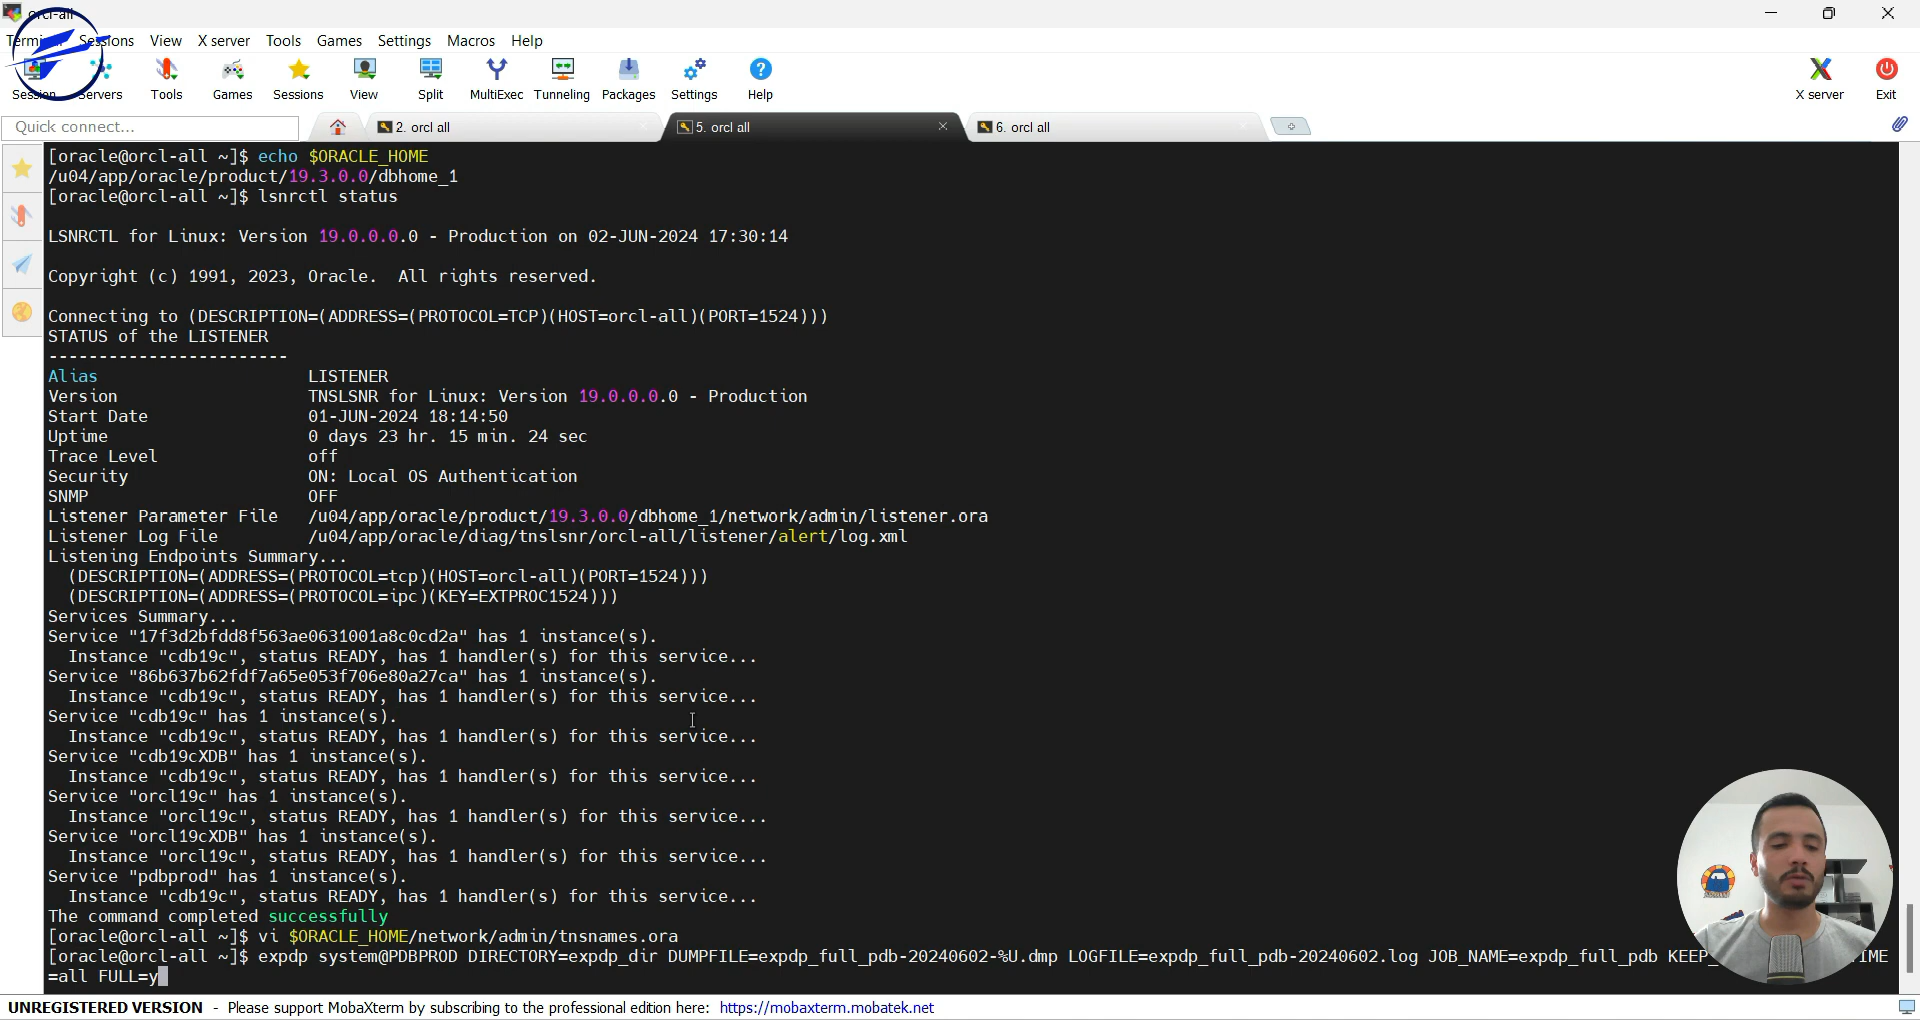 orcl-all
Terminal Sessions View X server Tools Games Settings Macros Help
Session Servers Tools Games Sessions View Split MultiExec Tunneling Packages Settings Help X server Exit
Quick connect... 2. orcl all 5. orcl all 6. orcl all
[oracle@orcl-all ~]$ echo $ORACLE_HOME
/u04/app/oracle/product/19.3.0.0/dbhome_1
[oracle@orcl-all ~]$ lsnrctl status
LSNRCTL for Linux: Version 19.0.0.0.0 - Production on 02-JUN-2024 17:30:14
Copyright (c) 1991, 2023, Oracle.  All rights reserved.
Connecting to (DESCRIPTION=(ADDRESS=(PROTOCOL=TCP)(HOST=orcl-all)(PORT=1524)))
STATUS of the LISTENER
------------------------
Alias                     LISTENER
Version                   TNSLSNR for Linux: Version 19.0.0.0.0 - Production
Start Date                01-JUN-2024 18:14:50
Uptime                    0 days 23 hr. 15 min. 24 sec
Trace Level               off
Security                  ON: Local OS Authentication
SNMP                      OFF
Listener Parameter File   /u04/app/oracle/product/19.3.0.0/dbhome_1/network/admin/listener.ora
Listener Log File         /u04/app/oracle/diag/tnslsnr/orcl-all/listener/alert/log.xml
Listening Endpoints Summary...
  (DESCRIPTION=(ADDRESS=(PROTOCOL=tcp)(HOST=orcl-all)(PORT=1524)))
  (DESCRIPTION=(ADDRESS=(PROTOCOL=ipc)(KEY=EXTPROC1524)))
Services Summary...
Service "17f3d2bfdd8f563ae0631001a8c0cd2a" has 1 instance(s).
  Instance "cdb19c", status READY, has 1 handler(s) for this service...
Service "86b637b62fdf7a65e053f706e80a27ca" has 1 instance(s).
  Instance "cdb19c", status READY, has 1 handler(s) for this service...
Service "cdb19c" has 1 instance(s).
  Instance "cdb19c", status READY, has 1 handler(s) for this service...
Service "cdb19cXDB" has 1 instance(s).
  Instance "cdb19c", status READY, has 1 handler(s) for this service...
Service "orcl19c" has 1 instance(s).
  Instance "orcl19c", status READY, has 1 handler(s) for this service...
Service "orcl19cXDB" has 1 instance(s).
  Instance "orcl19c", status READY, has 1 handler(s) for this service...
Service "pdbprod" has 1 instance(s).
  Instance "cdb19c", status READY, has 1 handler(s) for this service...
The command completed successfully
[oracle@orcl-all ~]$ vi $ORACLE_HOME/network/admin/tnsnames.ora
[oracle@orcl-all ~]$ expdp system@PDBPROD DIRECTORY=expdp_dir DUMPFILE=expdp_full_pdb-20240602-%U.dmp LOGFILE=expdp_full_pdb-20240602.log JOB_NAME=expdp_full_pdb KEEP_
=all FULL=y
UNREGISTERED VERSION - Please support MobaXterm by subscribing to the professional edition here: https://mobaxterm.mobatek.net